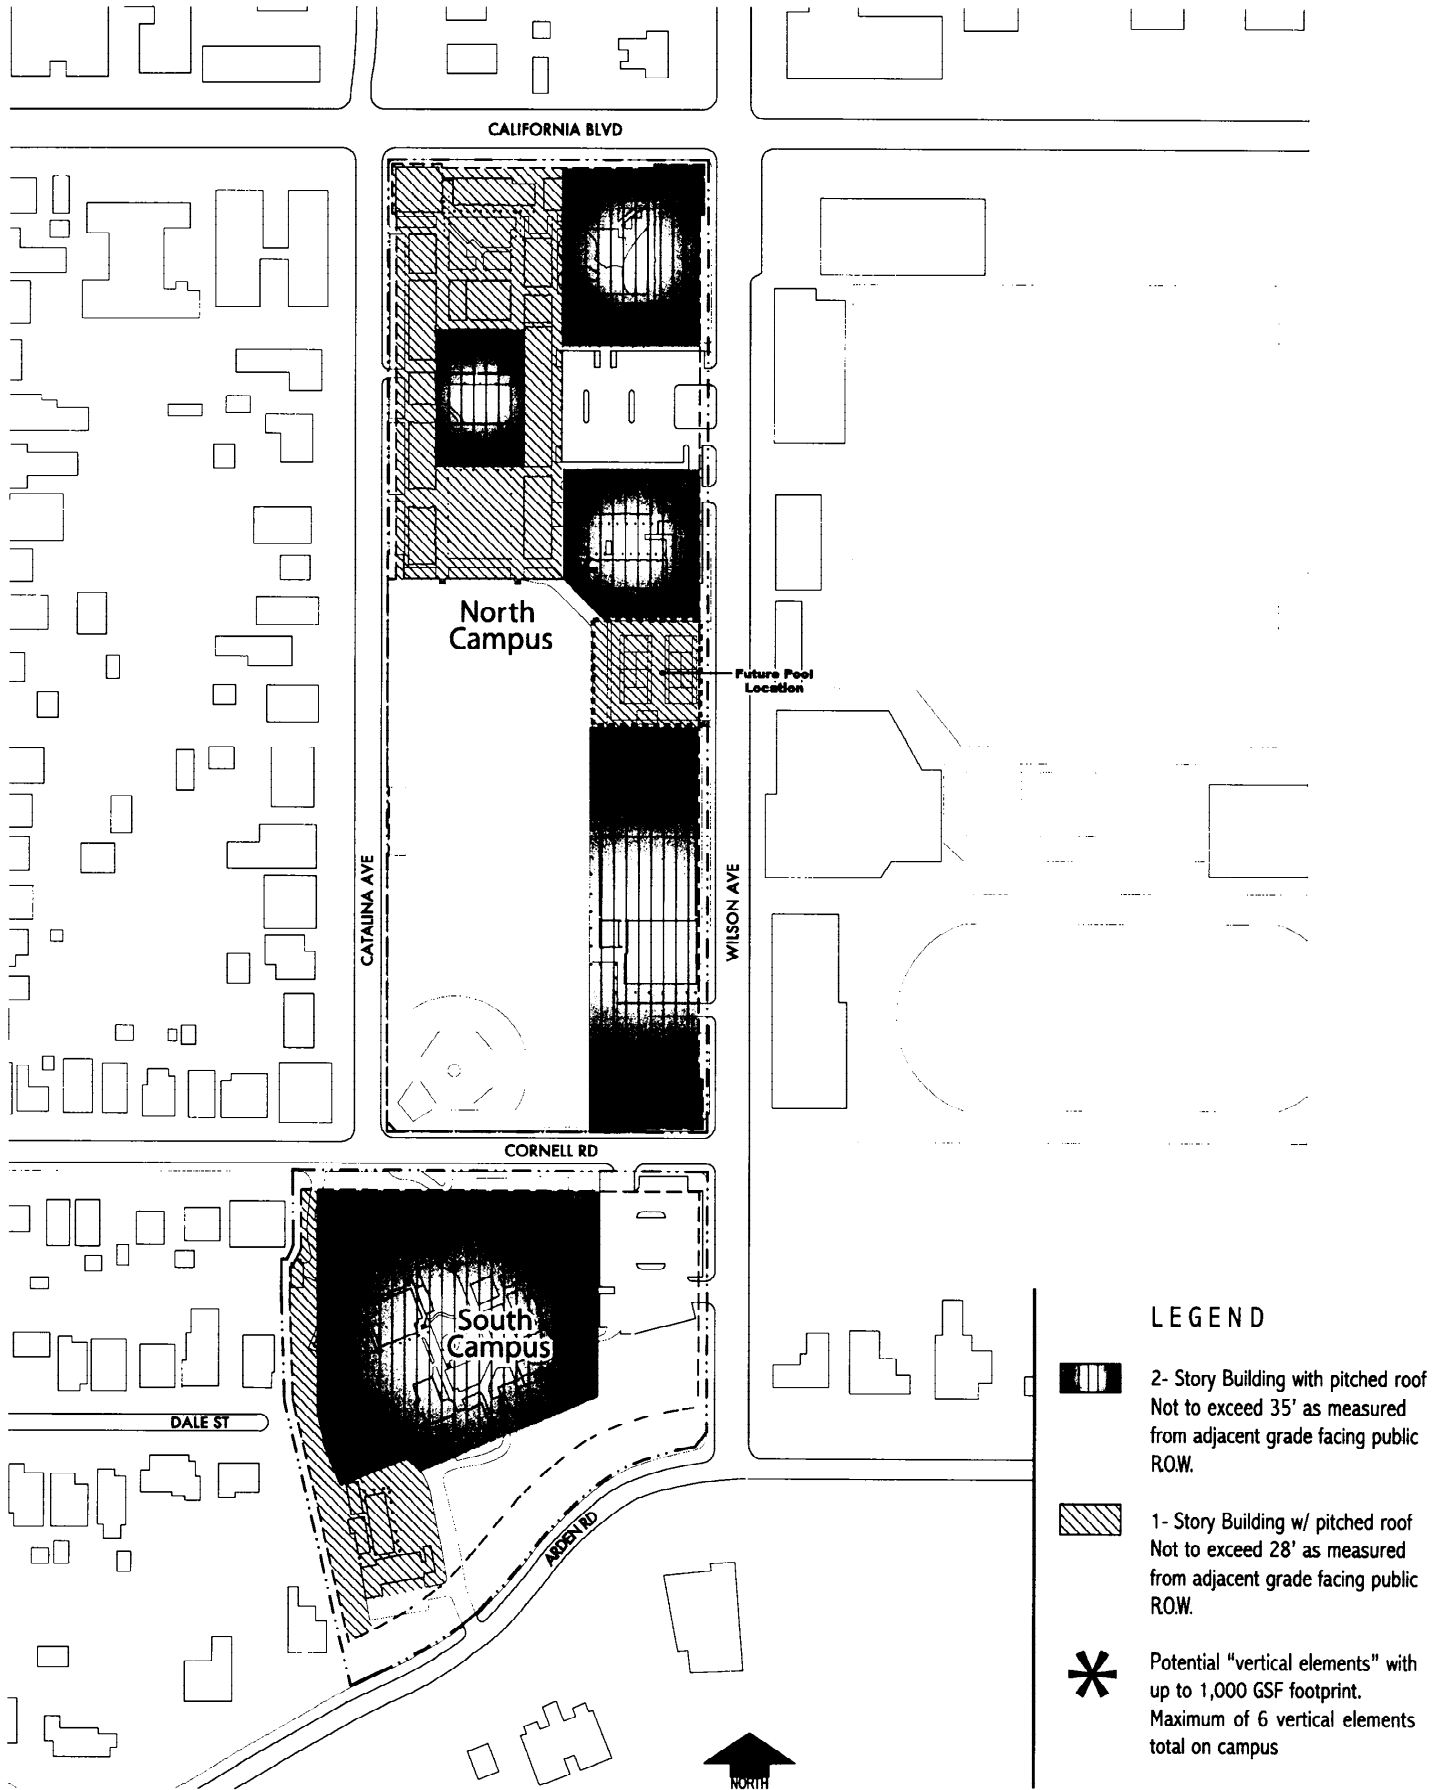 CALIFORNIA BLVD
North
Campus
Future Pool
Location
CATALINA AVE
WILSON AVE
CORNELL RD
South
Campus
DALE ST
ARDEN RD
NORTH
LEGEND
2- Story Building with pitched roof
Not to exceed 35' as measured
from adjacent grade facing public
R.O.W.
1- Story Building w/ pitched roof
Not to exceed 28' as measured
from adjacent grade facing public
R.O.W.
Potential "vertical elements" with
up to 1,000 GSF footprint.
Maximum of 6 vertical elements
total on campus